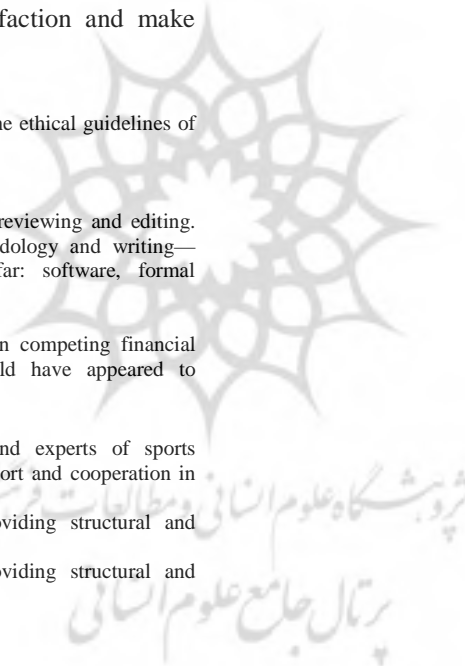 faction and make
ne ethical guidelines of
reviewing and editing.
dology and writing—
far: software, formal
n competing financial
ld have appeared to
nd experts of sports
ort and cooperation in
پژوهشگاه علوم انسانی و مطالعات فرهنگی
oviding structural and
oviding structural and
پرتال جامع علوم انسانی